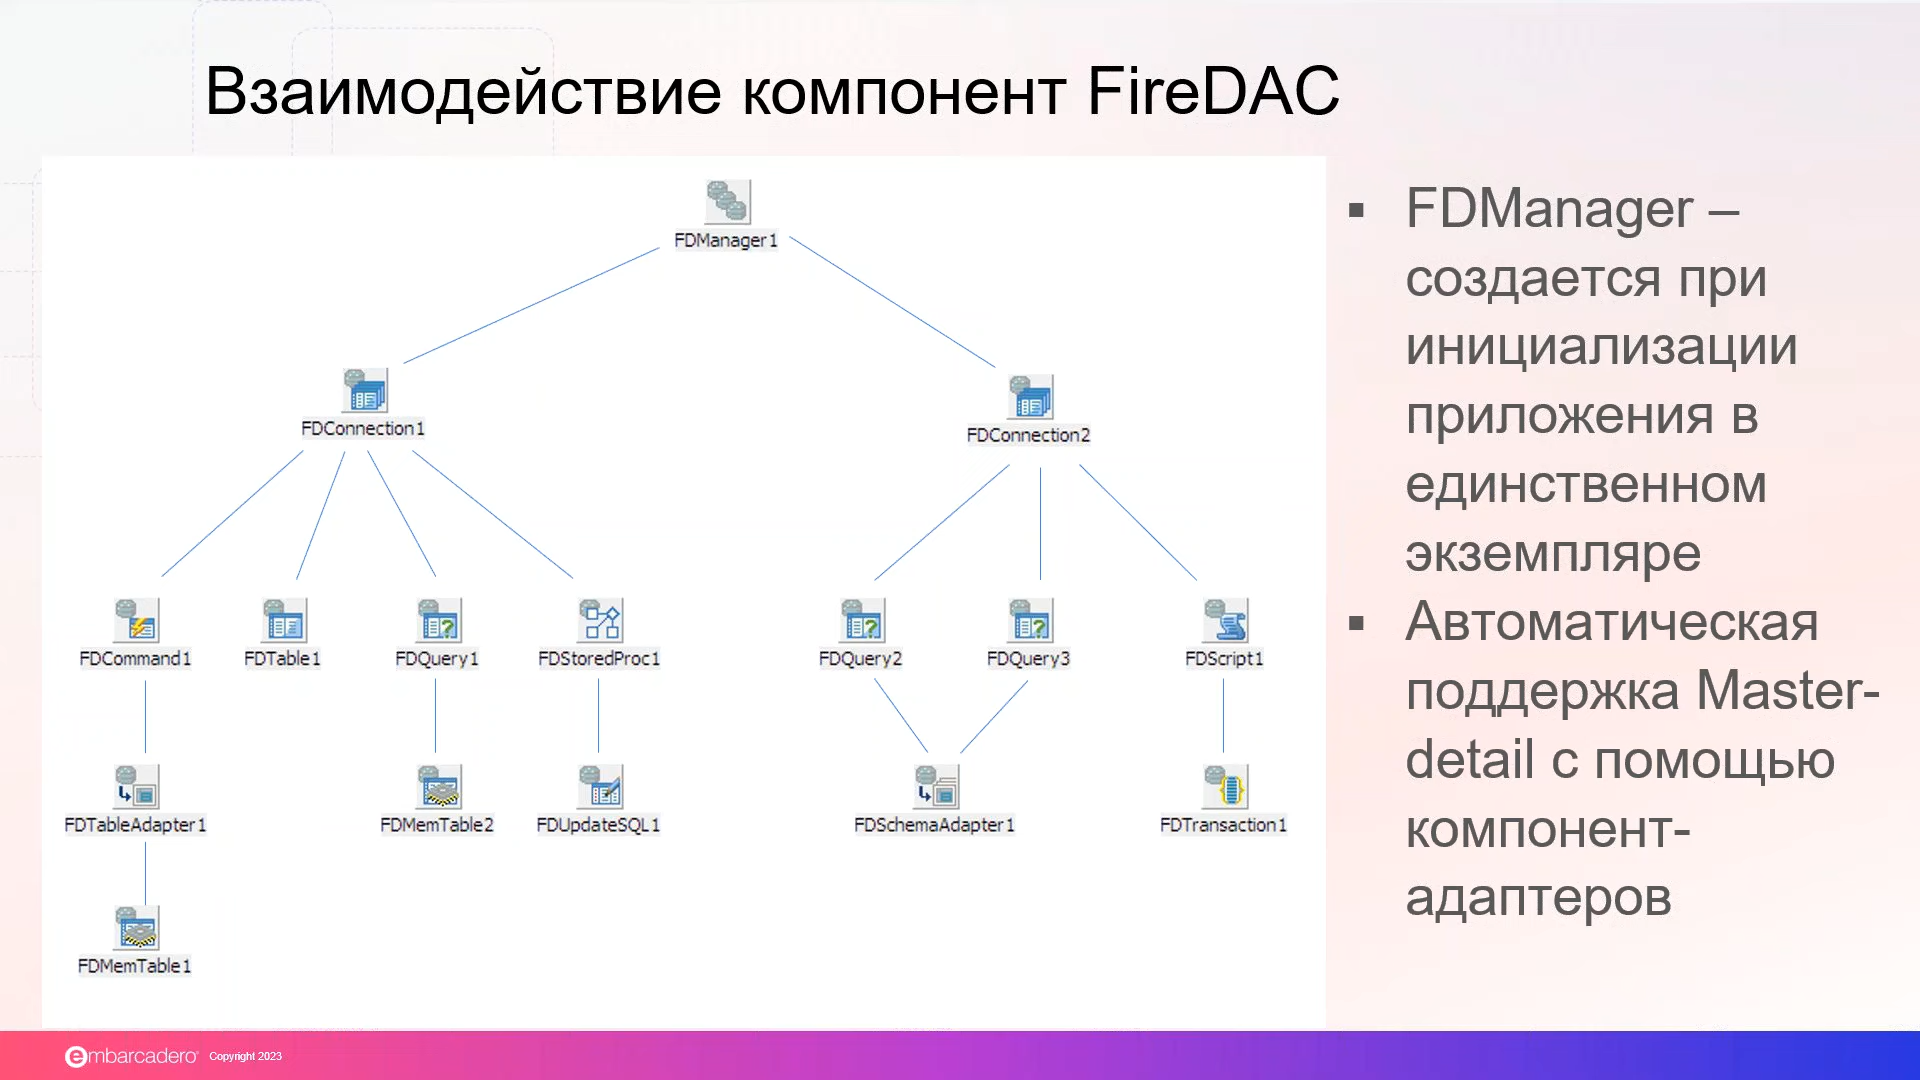 Взаимодействие компонент FireDAC
FDManager1
FDConnection1
FDConnection2
FDCommand1
FDTable1
FDQuery1
FDStoredProc1
FDQuery2
FDQuery3
FDScript1
FDTableAdapter1
FDMemTable2
FDUpdateSQL1
FDSchemaAdapter1
FDTransaction1
FDMemTable1
▪ FDManager –
создается при
инициализации
приложения в
единственном
экземпляре
▪ Автоматическая
поддержка Master-
detail с помощью
компонент-
адаптеров
embarcadero Copyright 2023